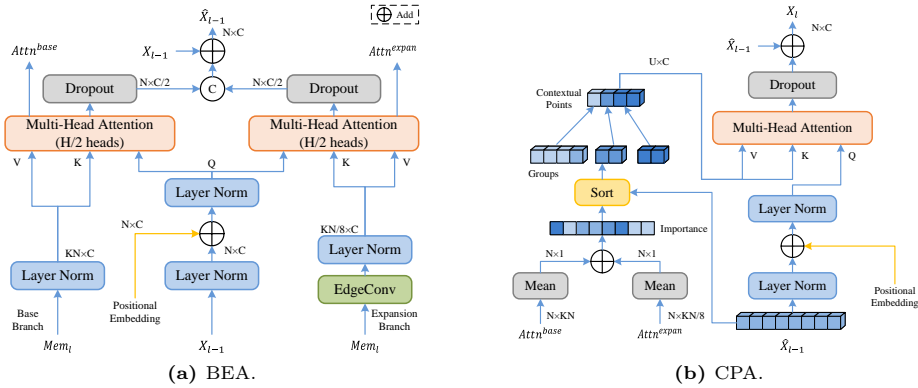 X̂_{l-1}
N×C
Add
Attn^{base}
X_{l-1}
Attn^{expan}
N×C/2
C
N×C/2
Dropout
Dropout
Multi-Head Attention
(H/2 heads)
Multi-Head Attention
(H/2 heads)
V
K
Q
K
V
Layer Norm
N×C
KN×C
N×C
KN/8×C
Layer Norm
Layer Norm
Layer Norm
EdgeConv
Base
Branch
Positional
Embedding
Expansion
Branch
Mem_l
X_{l-1}
Mem_l
(a) BEA.
X_l
N×C
X̂_{l-1}
U×C
Dropout
Contextual
Points
Multi-Head Attention
V
K
Q
Groups
Sort
Layer Norm
Importance
N×1
N×1
Mean
Mean
Layer Norm
Positional
Embedding
N×KN
N×KN/8
Attn^{base}
Attn^{expan}
X̂_{l-1}
(b) CPA.